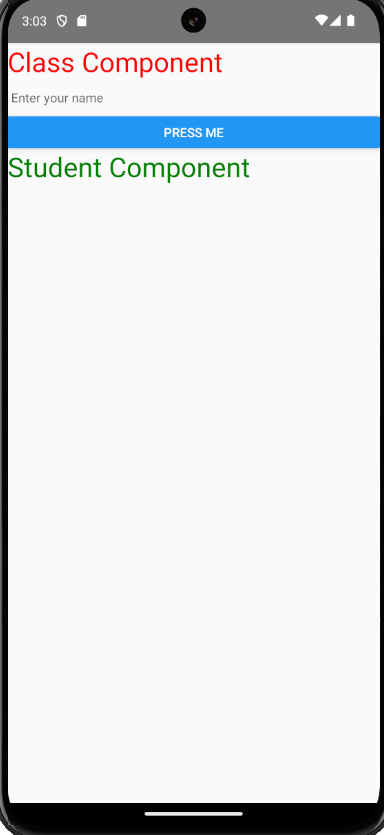 3:03
Class Component
Enter your name
PRESS ME
Student Component